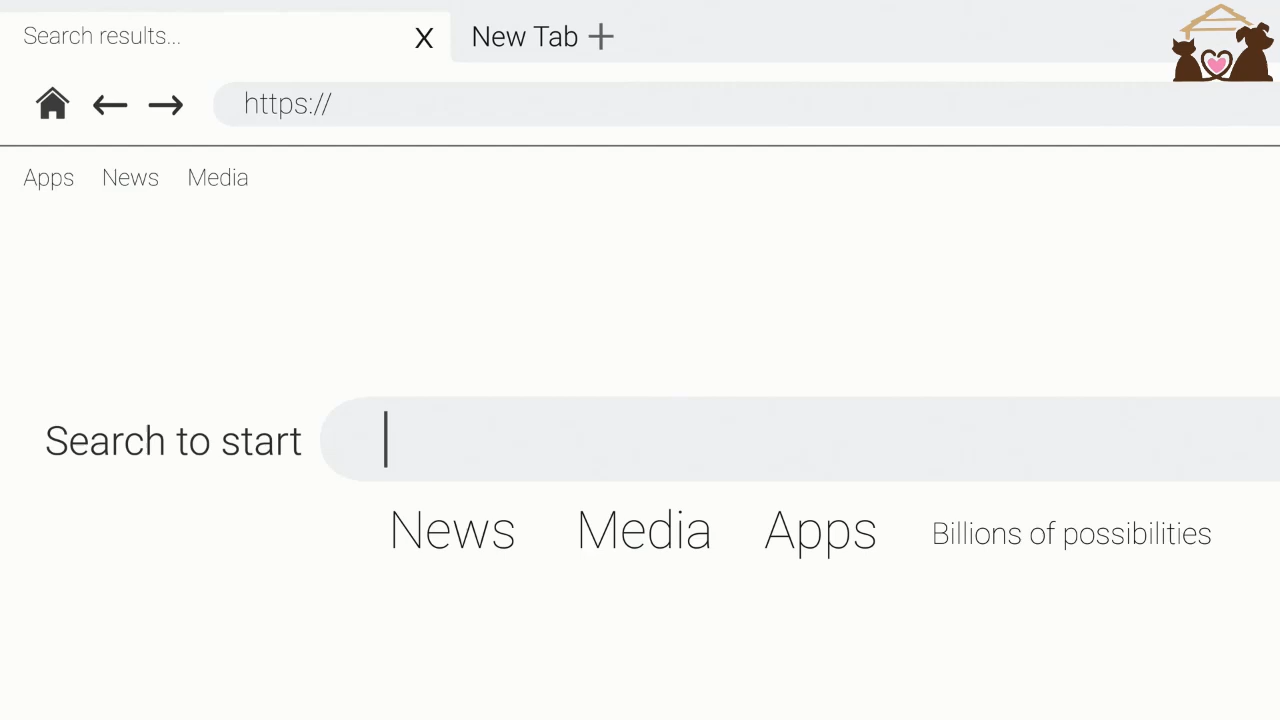 Search results... X New Tab +
https://
Apps News Media
Search to start
News Media Apps Billions of possibilities